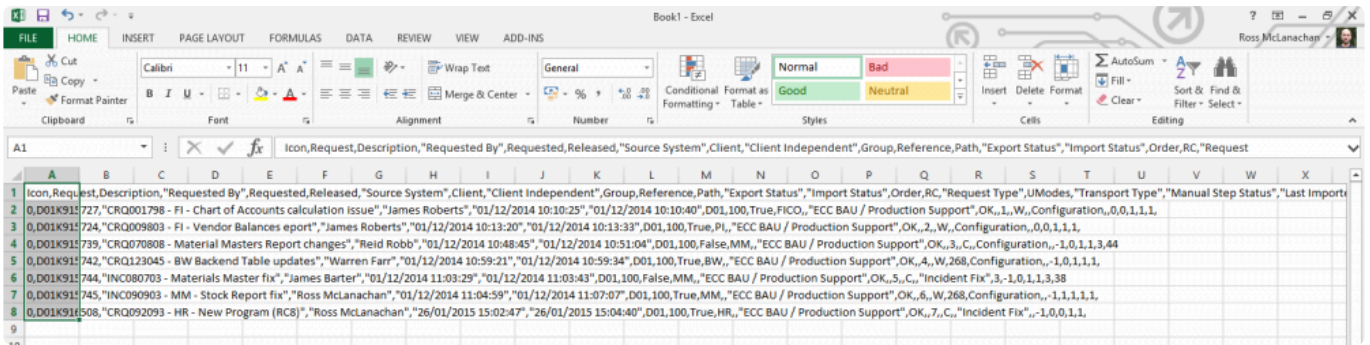 Book1 - Excel
FILE HOME INSERT PAGE LAYOUT FORMULAS DATA REVIEW VIEW ADD-INS Ross McLanachan
Cut
Copy
Format Painter
Paste
Clipboard
Calibri 11
B I U
Font
Wrap Text
Merge & Center
Alignment
General
% ,
Number
Conditional Formatting
Format as Table
Normal Bad
Good Neutral
Styles
Insert Delete Format
Cells
AutoSum
Fill
Clear
Sort & Filter
Find & Select
Editing
A1 fx Icon,Request,Description,"Requested By",Requested,Released,"Source System",Client,"Client Independent",Group,Reference,Path,"Export Status","Import Status",Order,RC,"Request
A B C D E F G H I J K L M N O P Q R S T U V W X
1 Icon,Request,Description,"Requested By",Requested,Released,"Source System",Client,"Client Independent",Group,Reference,Path,"Export Status","Import Status",Order,RC,"Request Type",UModes,"Transport Type","Manual Step Status","Last Importe
2 0,D01K915727,"CRQ001798 - FI - Chart of Accounts calculation issue","James Roberts","01/12/2014 10:10:25","01/12/2014 10:10:40",D01,100,True,FICO,,"ECC BAU / Production Support",OK,,1,,W,,Configuration,,0,0,1,1,1,
3 0,D01K915724,"CRQ009803 - FI - Vendor Balances eport","James Roberts","01/12/2014 10:13:20","01/12/2014 10:13:33",D01,100,True,PI,,"ECC BAU / Production Support",OK,,2,,W,,Configuration,,0,0,1,1,1,
4 0,D01K915739,"CRQ070808 - Material Masters Report changes","Reid Robb","01/12/2014 10:48:45","01/12/2014 10:51:04",D01,100,False,MM,,"ECC BAU / Production Support",OK,,3,,C,,Configuration,,-1,0,1,1,3,44
5 0,D01K915742,"CRQ123045 - BW Backend Table updates","Warren Farr","01/12/2014 10:59:21","01/12/2014 10:59:34",D01,100,True,BW,,"ECC BAU / Production Support",OK,,4,,W,268,Configuration,,-1,0,1,1,1,
6 0,D01K915744,"INC080703 - Materials Master fix","James Barter","01/12/2014 11:03:29","01/12/2014 11:03:43",D01,100,False,MM,,"ECC BAU / Production Support",OK,,5,,C,,"Incident Fix",3,-1,0,1,1,3,38
7 0,D01K915745,"INC090903 - MM - Stock Report fix","Ross McLanachan","01/12/2014 11:04:59","01/12/2014 11:07:07",D01,100,True,MM,,"ECC BAU / Production Support",OK,,6,,W,268,Configuration,,-1,1,1,1,1,
8 0,D01K916508,"CRQ092093 - HR - New Program (RC8)","Ross McLanachan","26/01/2015 15:02:47","26/01/2015 15:04:40",D01,100,True,HR,,"ECC BAU / Production Support",OK,,7,,C,,"Incident Fix",,-1,0,0,1,1,
9